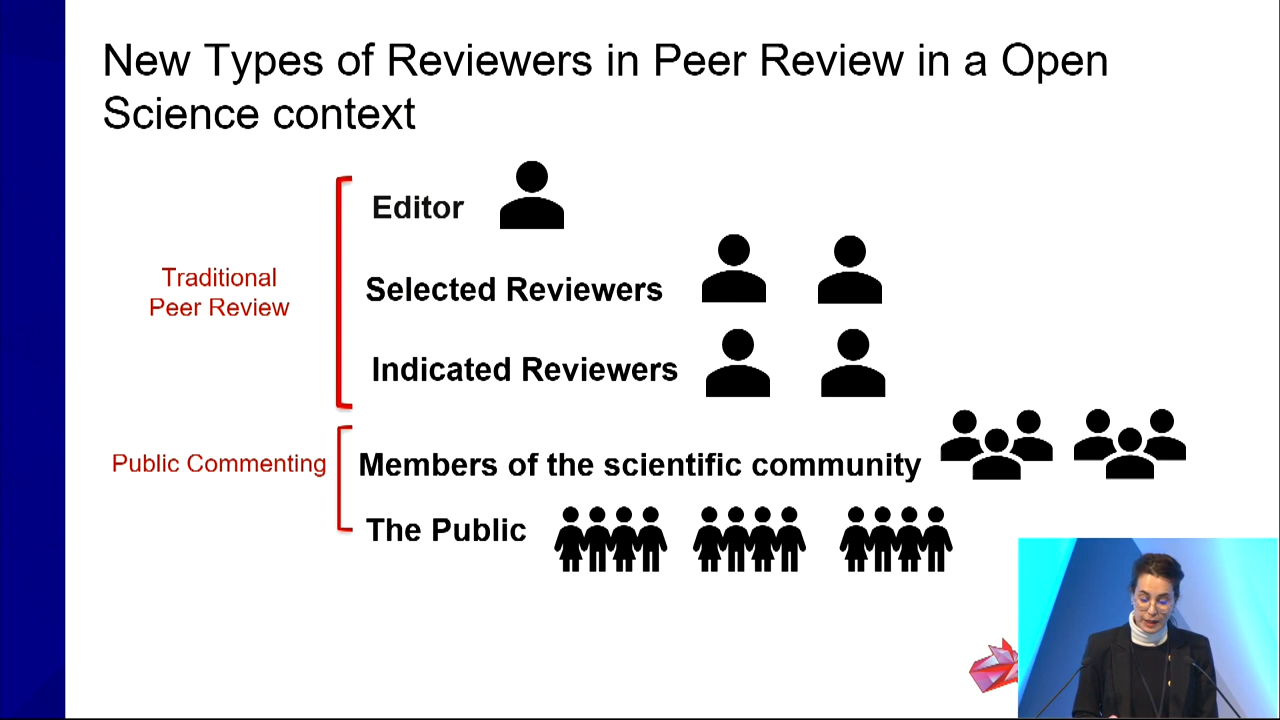 New Types of Reviewers in Peer Review in a Open
Science context
Editor
Traditional
Peer Review
Selected Reviewers
Indicated Reviewers
Public Commenting
Members of the scientific community
The Public